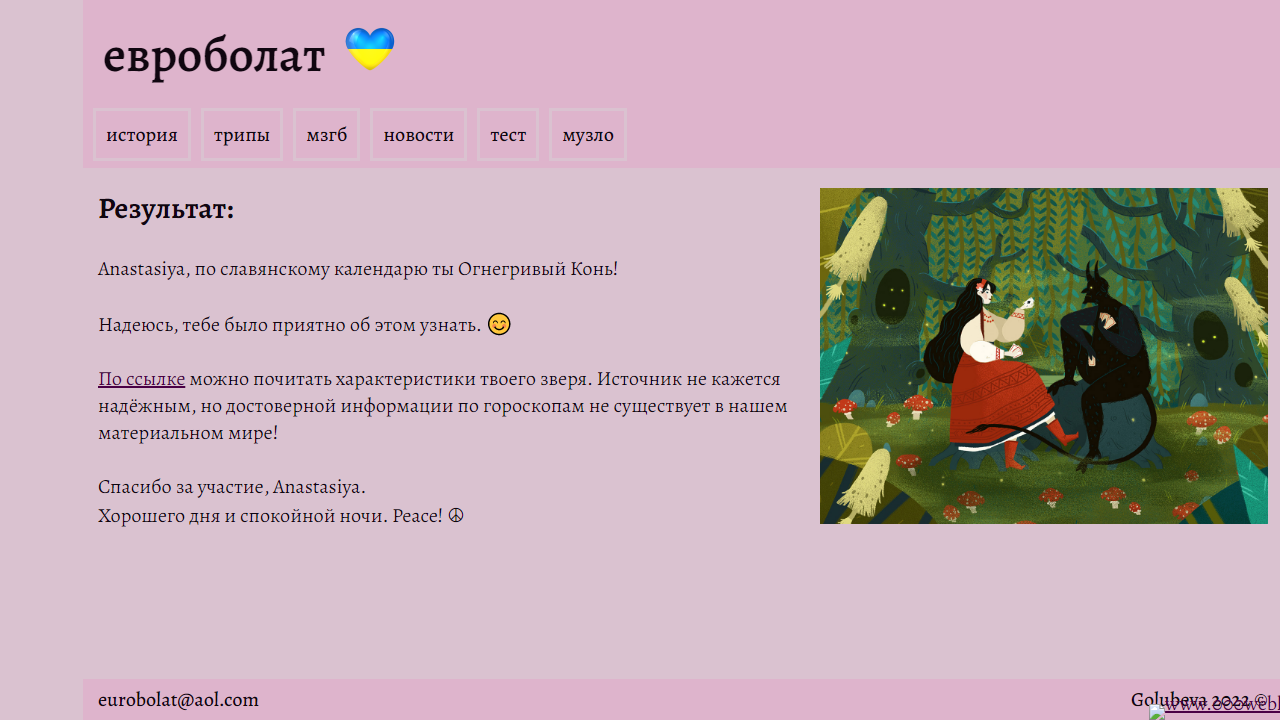 евроболат 💙
история трипы мзгб новости тест музло
Результат:
Anastasiya, по славянскому календарю ты Огнегривый Конь!
Надеюсь, тебе было приятно об этом узнать. 😊
По ссылке можно почитать характеристики твоего зверя. Источник не кажется
надёжным, но достоверной информации по гороскопам не существует в нашем
материальном мире!
Спасибо за участие, Anastasiya.
Хорошего дня и спокойной ночи. Peace! ☮
eurobolat@aol.com
Golubeva 2022 ©
www.000webh